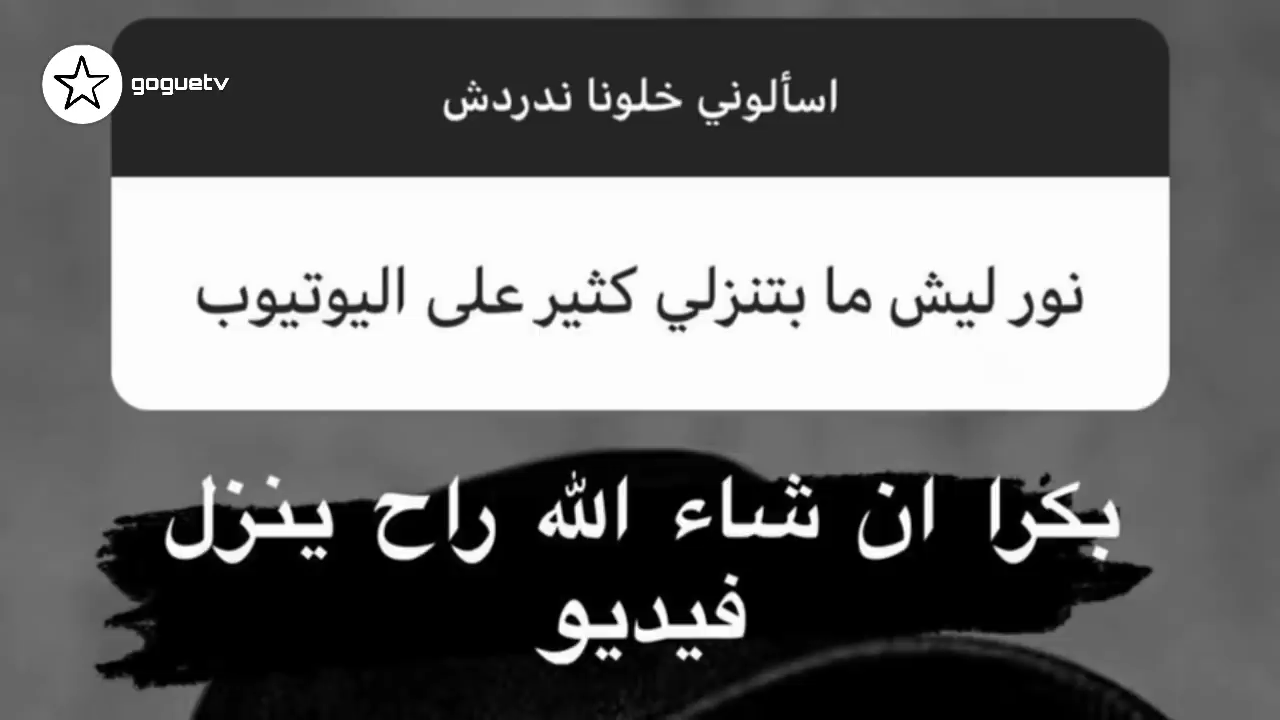 goguetv
اسألوني خلونا ندردش
نور ليش ما بتنزلي كثير على اليوتيوب
بكرا ان شاء الله راح ينزل
فيديو